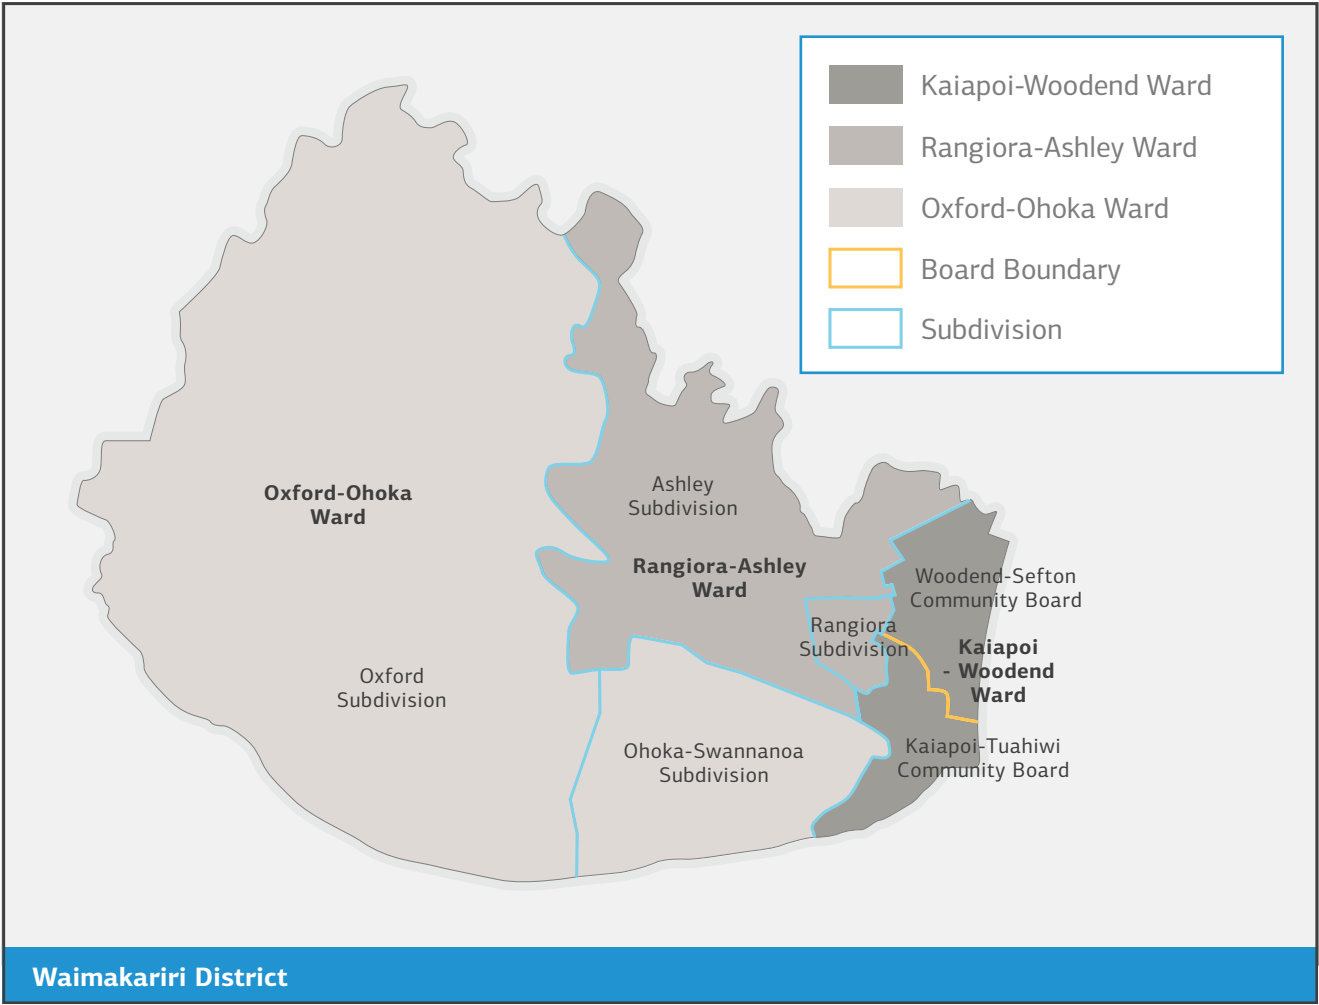 Kaiapoi-Woodend Ward
Rangiora-Ashley Ward
Oxford-Ohoka Ward
Board Boundary
Subdivision
Oxford-Ohoka
Ward
Ashley
Subdivision
Rangiora-Ashley
Ward
Woodend-Sefton
Community Board
Rangiora
Subdivision
Kaiapoi
- Woodend
Ward
Oxford
Subdivision
Ohoka-Swannanoa
Subdivision
Kaiapoi-Tuahiwi
Community Board
Waimakariri District